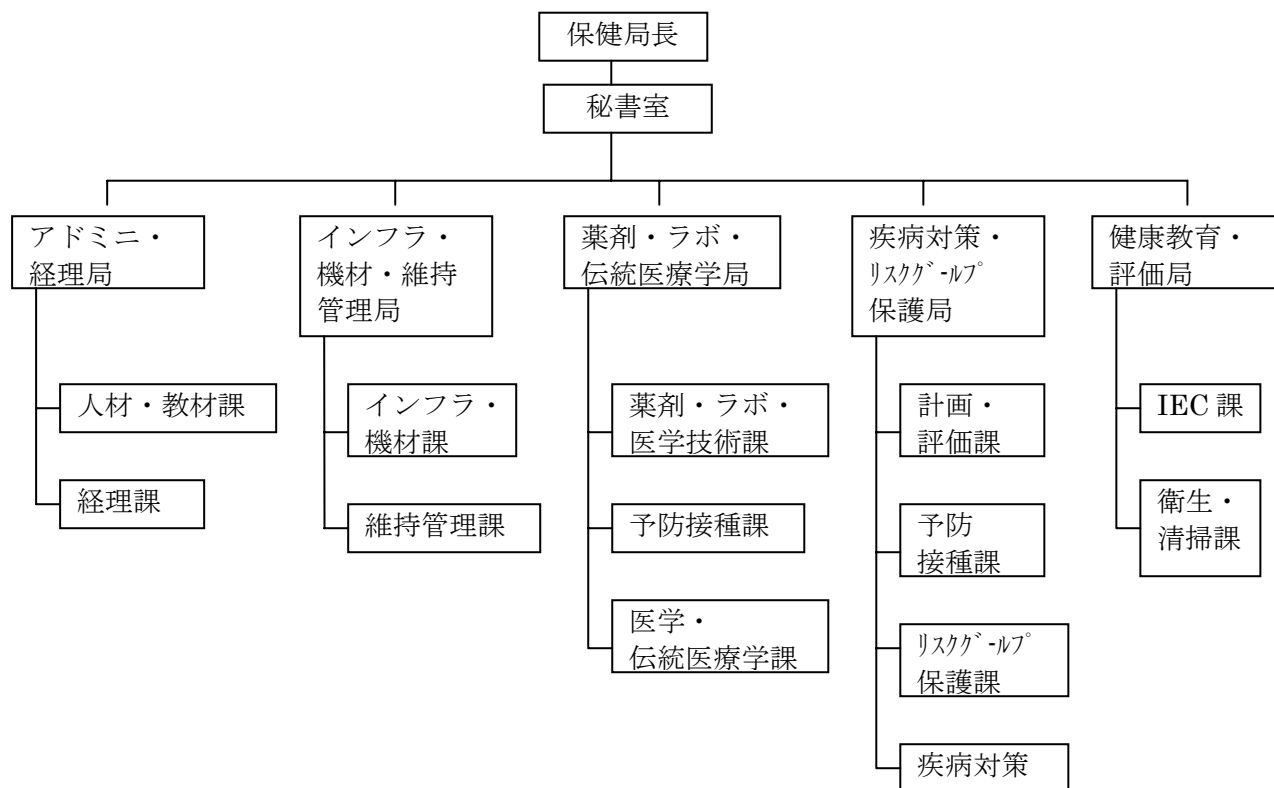 保健局長
秘書室
アドミニ・
経理局
インフラ・
機材・維持
管理局
薬剤・ラボ・
伝統医療学局
疾病対策・
ﾘｽｸｸﾞ-ﾙﾌﾟ
保護局
健康教育・
評価局
人材・教材課
経理課
インフラ・
機材課
維持管理課
薬剤・ラボ・
医学技術課
予防接種課
医学・
伝統医療学課
計画・
評価課
予防
接種課
ﾘｽｸｸﾞ-ﾙﾌﾟ
保護課
疾病対策
IEC 課
衛生・
清掃課